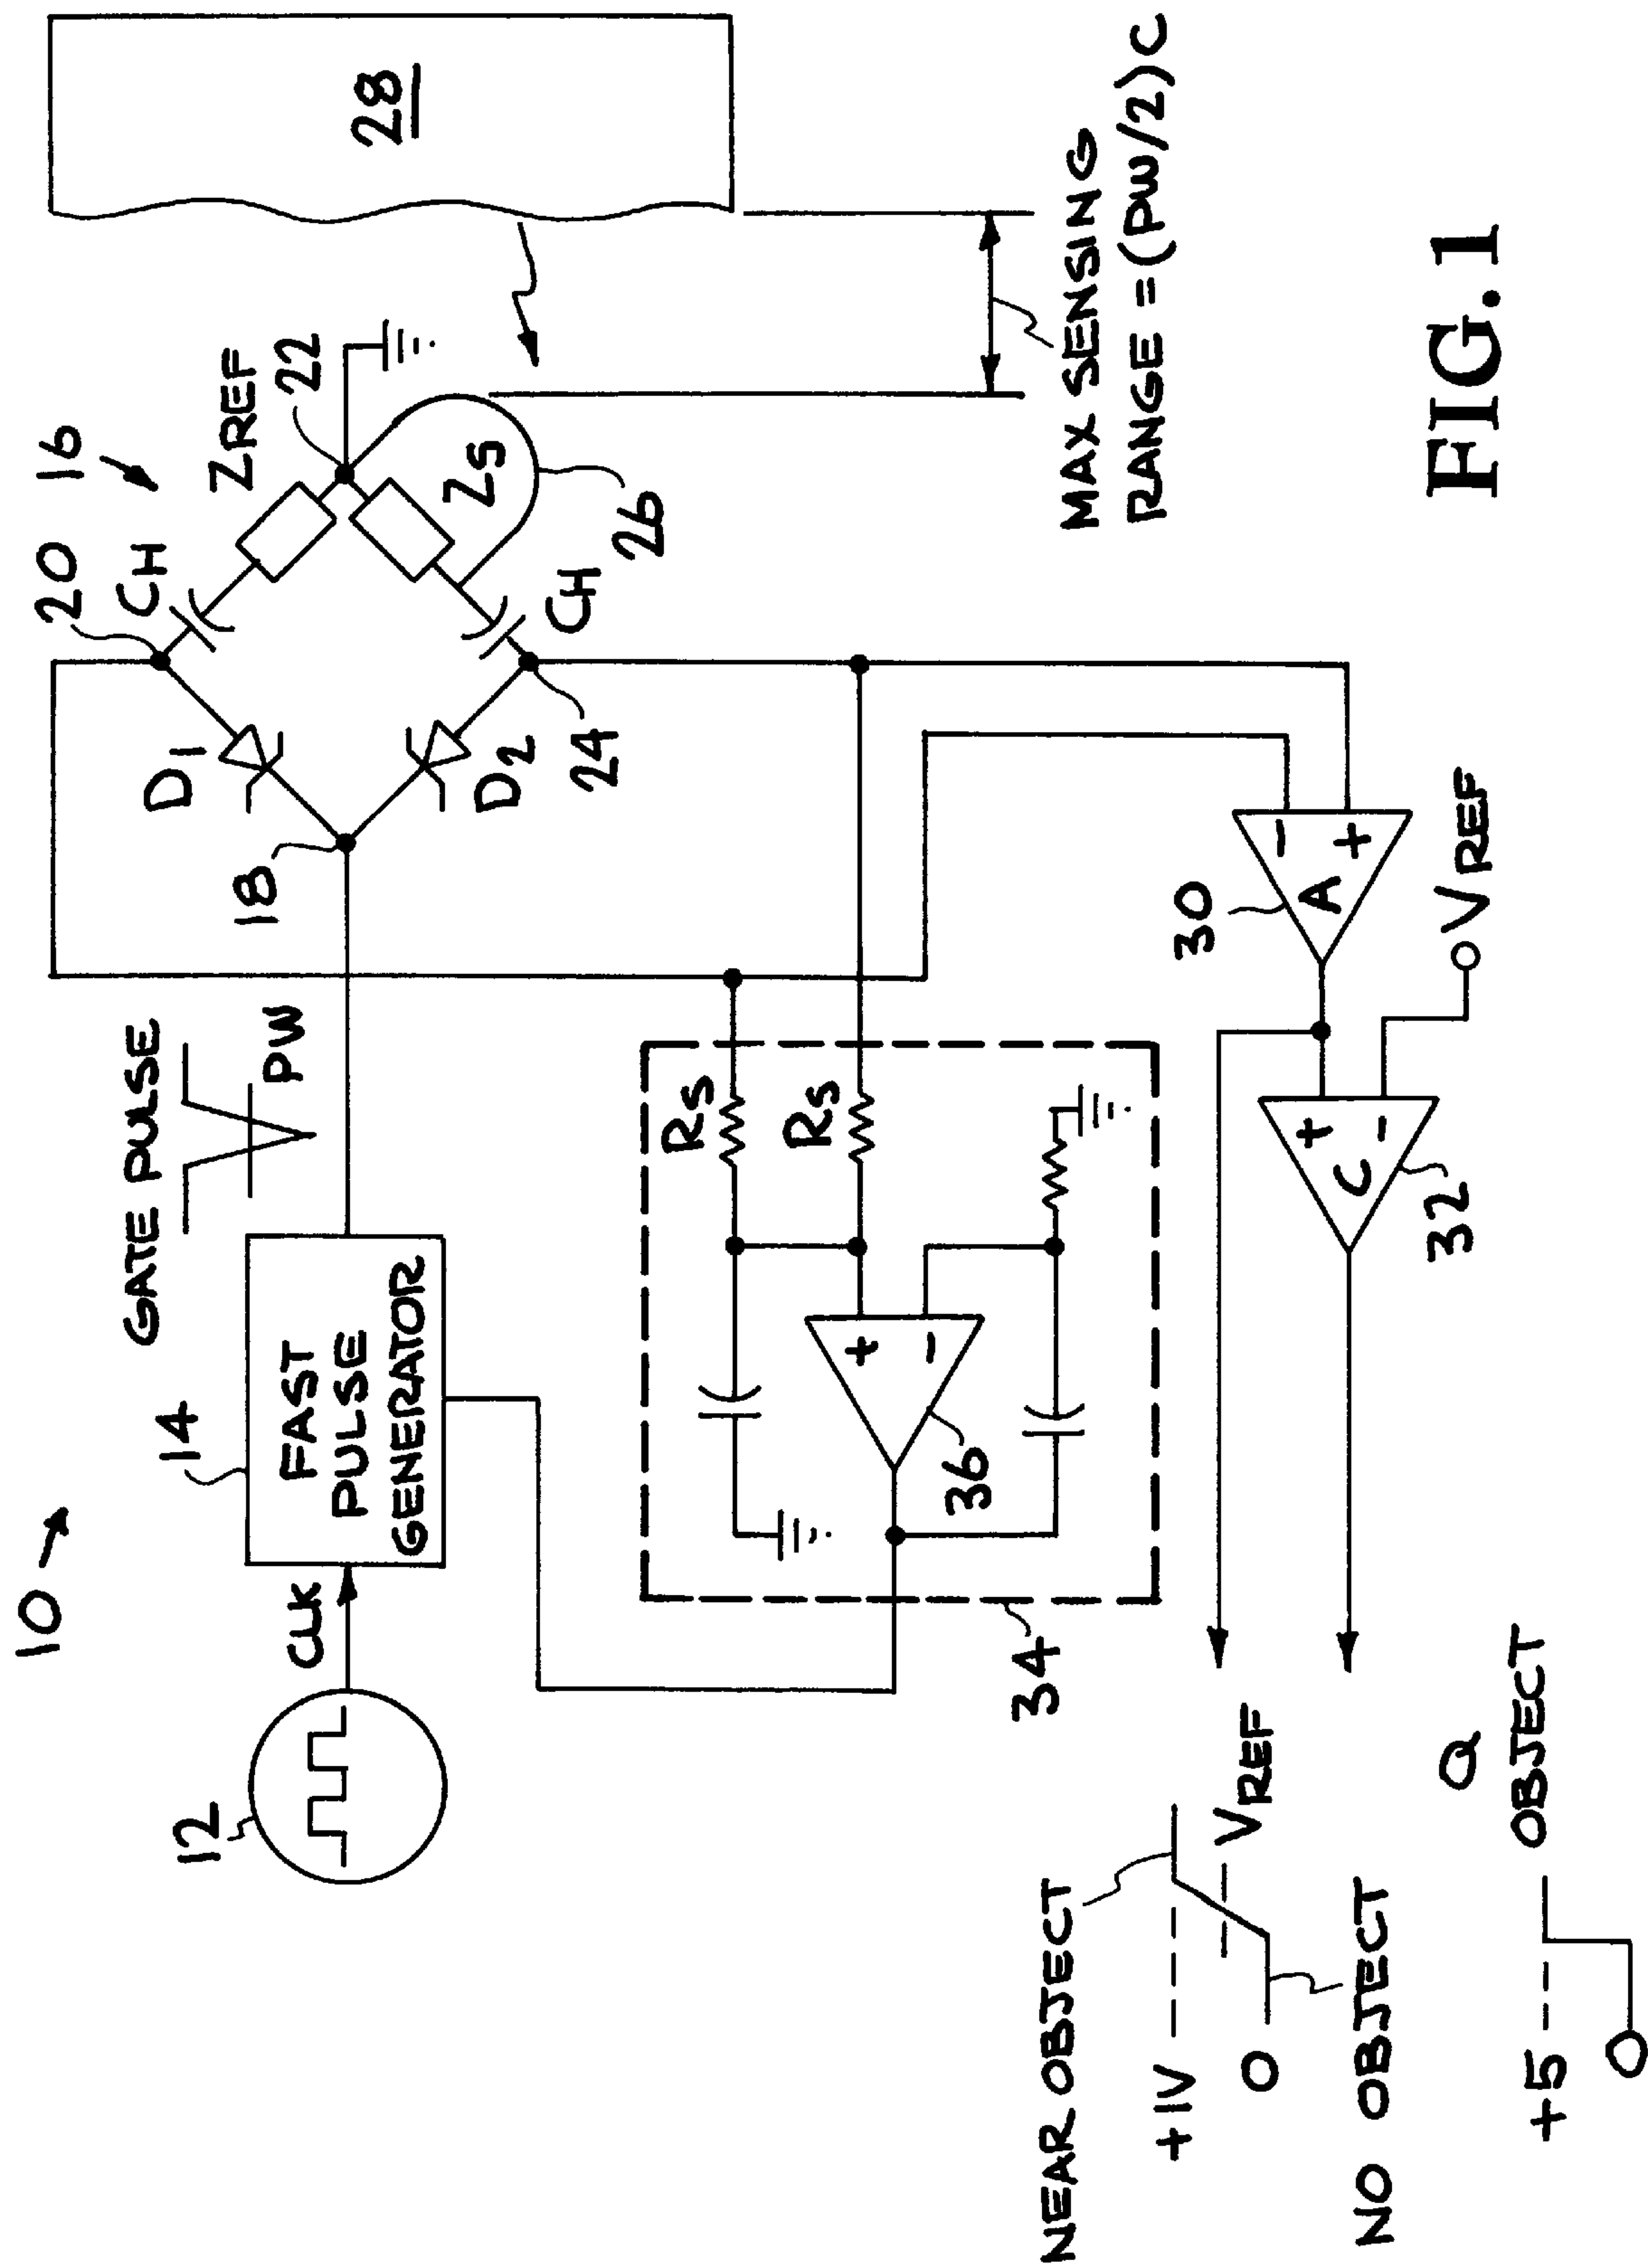 10
12
CLK
14
FAST
PULSE
GENERATOR
GATE PULSE
PW
18
D1
D2
20
CH
16
ZREF
22
24
CH
ZS
26
28
MAX SENSING
RANGE = (PW/2) C
RS
RS
+
-
36
34
30
A
-
+
VREF
+
-
C
32
NEAR OBJECT
+1V
VREF
O
NO OBJECT
Q
OBJECT
+5
O
FIG. 1